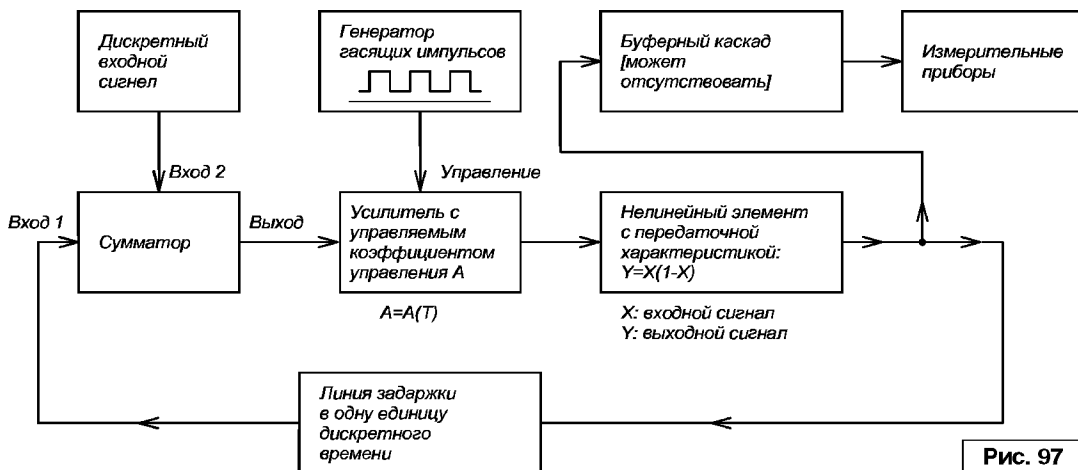 Дискретный
входной
сигнел
Генератор
гасящих импульсов
Буферный каскад
[может
отсутствовать]
Измерительные
приборы
Вход 2
Управление
Вход 1
Сумматор
Выход
Усилитель с
управляемым
коэффициентом
управления А
Нелинейный элемент
с передаточной
характеристикой:
Y=X(1-X)
A=A(T)
X: входной сигнал
Y: выходной сигнал
Линия задаржки
в одну единицу
дискретного
времени
Рис. 97